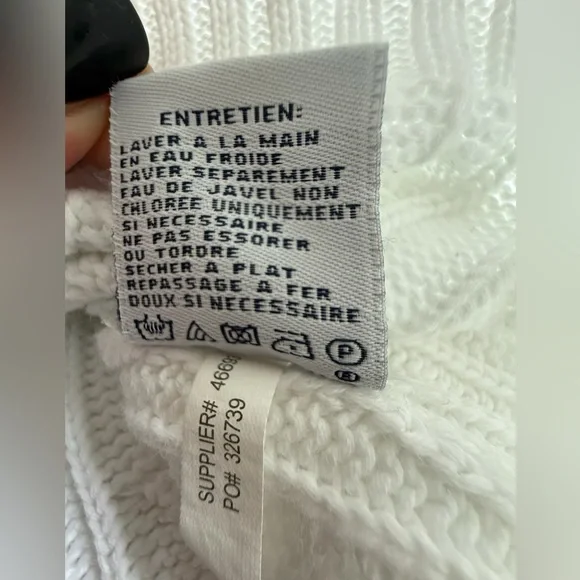 ENTRETIEN:
LAVER A LA MAIN
EN EAU FROIDE
LAVER SEPAREMENT
EAU DE JAVEL NON
CHLOREE UNIQUEMENT
SI NECESSAIRE
NE PAS ESSORER
OU TORDRE
SECHER A PLAT
REPASSAGE A FER
DOUX SI NECESSAIRE
P
SUPPLIER#
PO# 326739